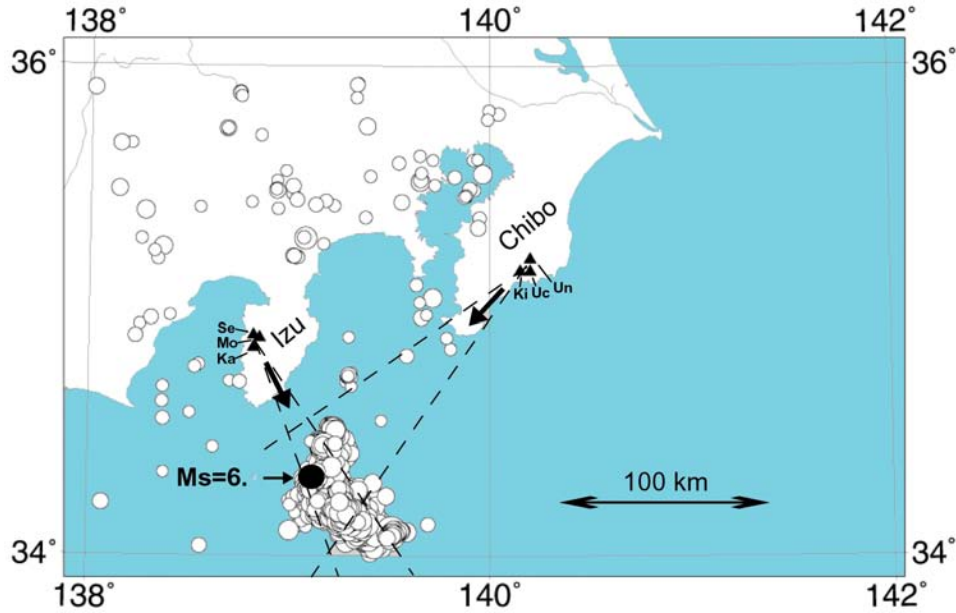 138° 140° 142°
36° 36°
Chibo
Ki Uc Un
Se
Mo
Ka
Izu
Ms=6.
100 km
34° 34°
138° 140° 142°